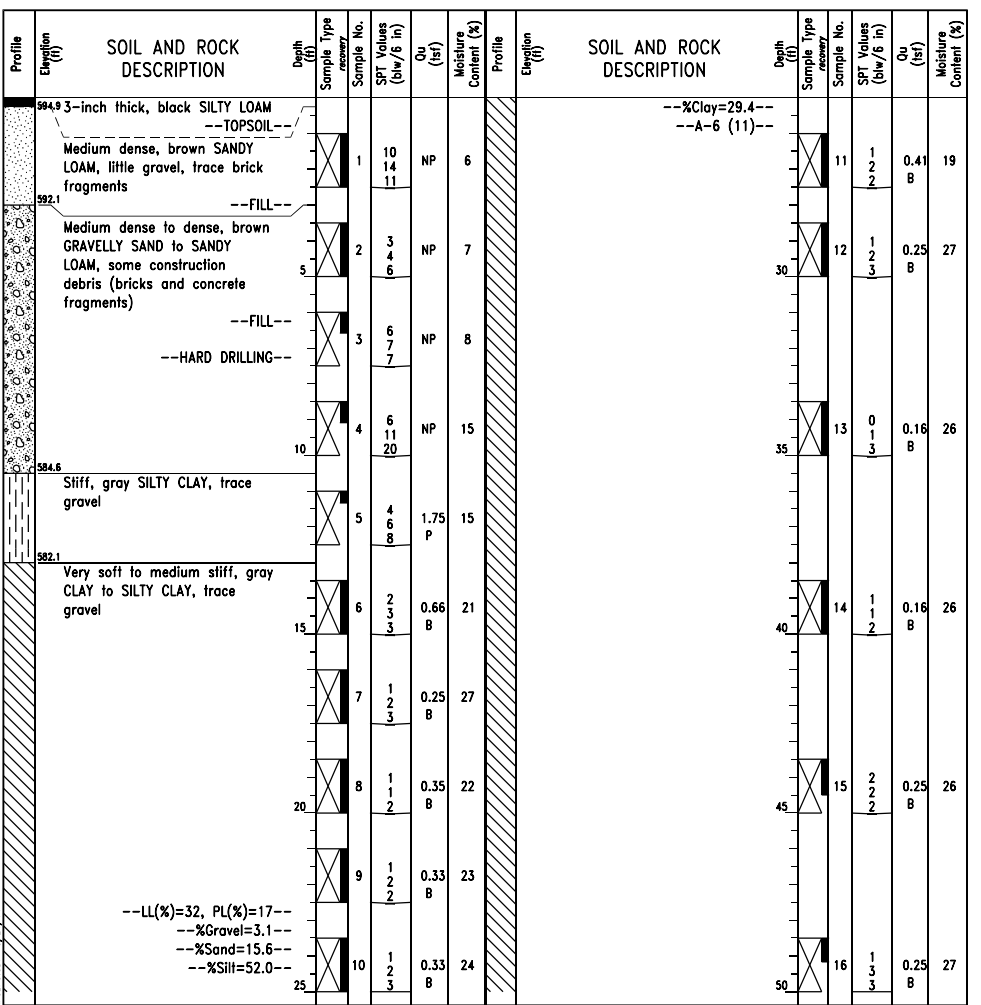 Profile
Elevation (ft)
SOIL AND ROCK
DESCRIPTION
Depth (ft)
Sample Type
recovery
Sample No.
SPT Values (blw/6 in)
Qu (tsf)
Moisture Content (%)
594.9 3-inch thick, black SILTY LOAM
--TOPSOIL--
Medium dense, brown SANDY
LOAM, little gravel, trace brick
fragments
1 10 14 11 NP 6
592.1 --FILL--
Medium dense to dense, brown
GRAVELLY SAND to SANDY
LOAM, some construction
debris (bricks and concrete
fragments)
5 2 3 4 6 NP 7
--FILL--
3 6 7 7 NP 8
--HARD DRILLING--
10 4 6 11 20 NP 15
584.6
Stiff, gray SILTY CLAY, trace
gravel
5 4 6 8 1.75 P 15
582.1
Very soft to medium stiff, gray
CLAY to SILTY CLAY, trace
gravel
15 6 2 3 3 0.66 B 21
7 1 2 3 0.25 B 27
20 8 1 1 2 0.35 B 22
9 1 2 2 0.33 B 23
--LL(%)=32, PL(%)=17--
--%Gravel=3.1--
--%Sand=15.6--
--%Silt=52.0--
25 10 1 2 3 0.33 B 24
Profile
Elevation (ft)
SOIL AND ROCK
DESCRIPTION
Depth (ft)
Sample Type
recovery
Sample No.
SPT Values (blw/6 in)
Qu (tsf)
Moisture Content (%)
--%Clay=29.4--
--A-6 (11)--
11 1 2 2 0.41 B 19
30 12 1 2 3 0.25 B 27
35 13 0 1 3 0.16 B 26
40 14 1 1 2 0.16 B 26
45 15 2 2 2 0.25 B 26
50 16 1 3 3 0.25 B 27